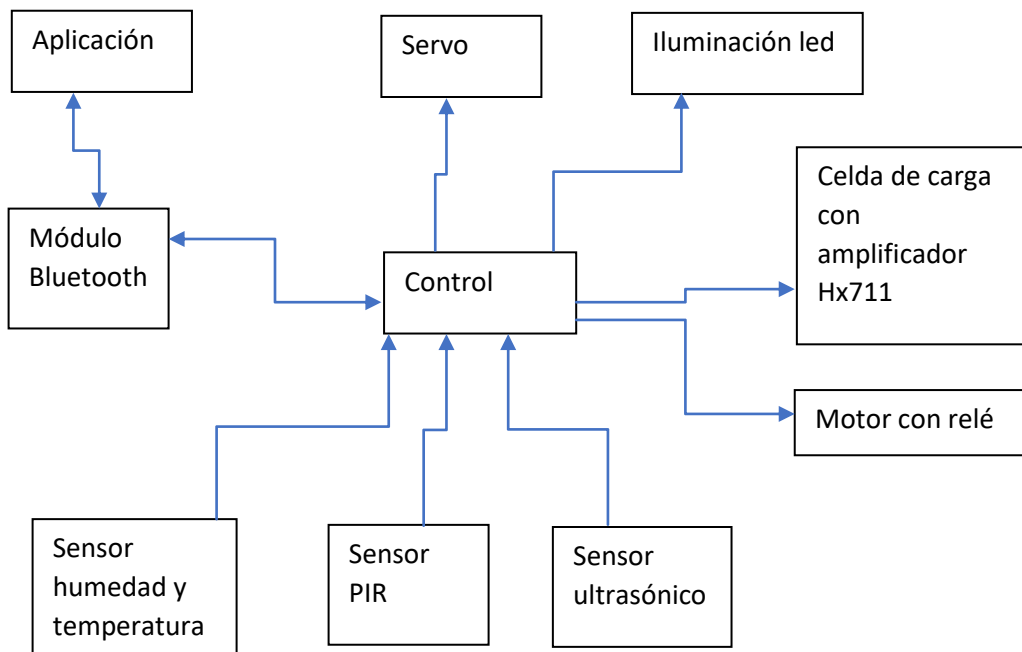 Aplicación
Servo
Iluminación led
Celda de carga
con
amplificador
Hx711
Módulo
Bluetooth
Control
Motor con relé
Sensor
humedad y
temperatura
Sensor
PIR
Sensor
ultrasónico